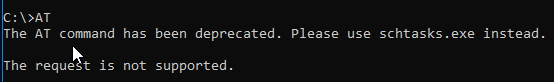 C:\>AT
The AT command has been deprecated. Please use schtasks.exe instead.
The request is not supported.